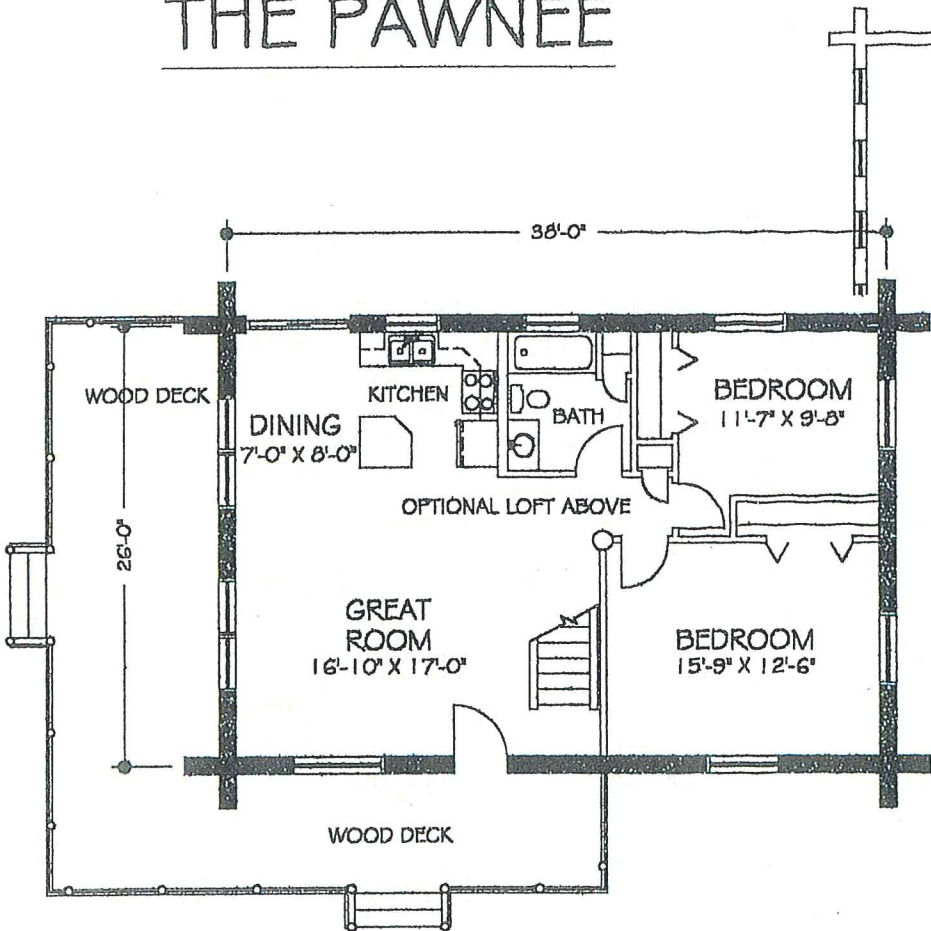 THE PAWNEE
38'-0"
WOOD DECK
KITCHEN
BEDROOM
11'-7" X 9'-8"
DINING
7'-0" X 8'-0"
BATH
OPTIONAL LOFT ABOVE
26'-0"
GREAT
ROOM
16'-10" X 17'-0"
BEDROOM
15'-9" X 12'-6"
WOOD DECK